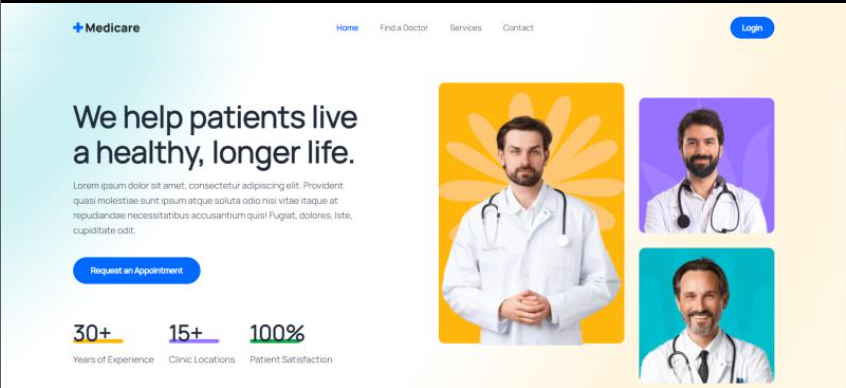 Medicare
Home
Find a Doctor
Services
Contact
Login
We help patients live
a healthy, longer life.
Lorem ipsum dolor sit amet, consectetur adipiscing elit. Provident
quasi molestiae sunt ipsum atque soluta odio nisi vitae itaque at
repudiandae necessitatibus accusantium quis! Fugiat, dolores. Iste,
cupiditate odit.
Request an Appointment
30+
15+
100%
Years of Experience
Clinic Locations
Patient Satisfaction